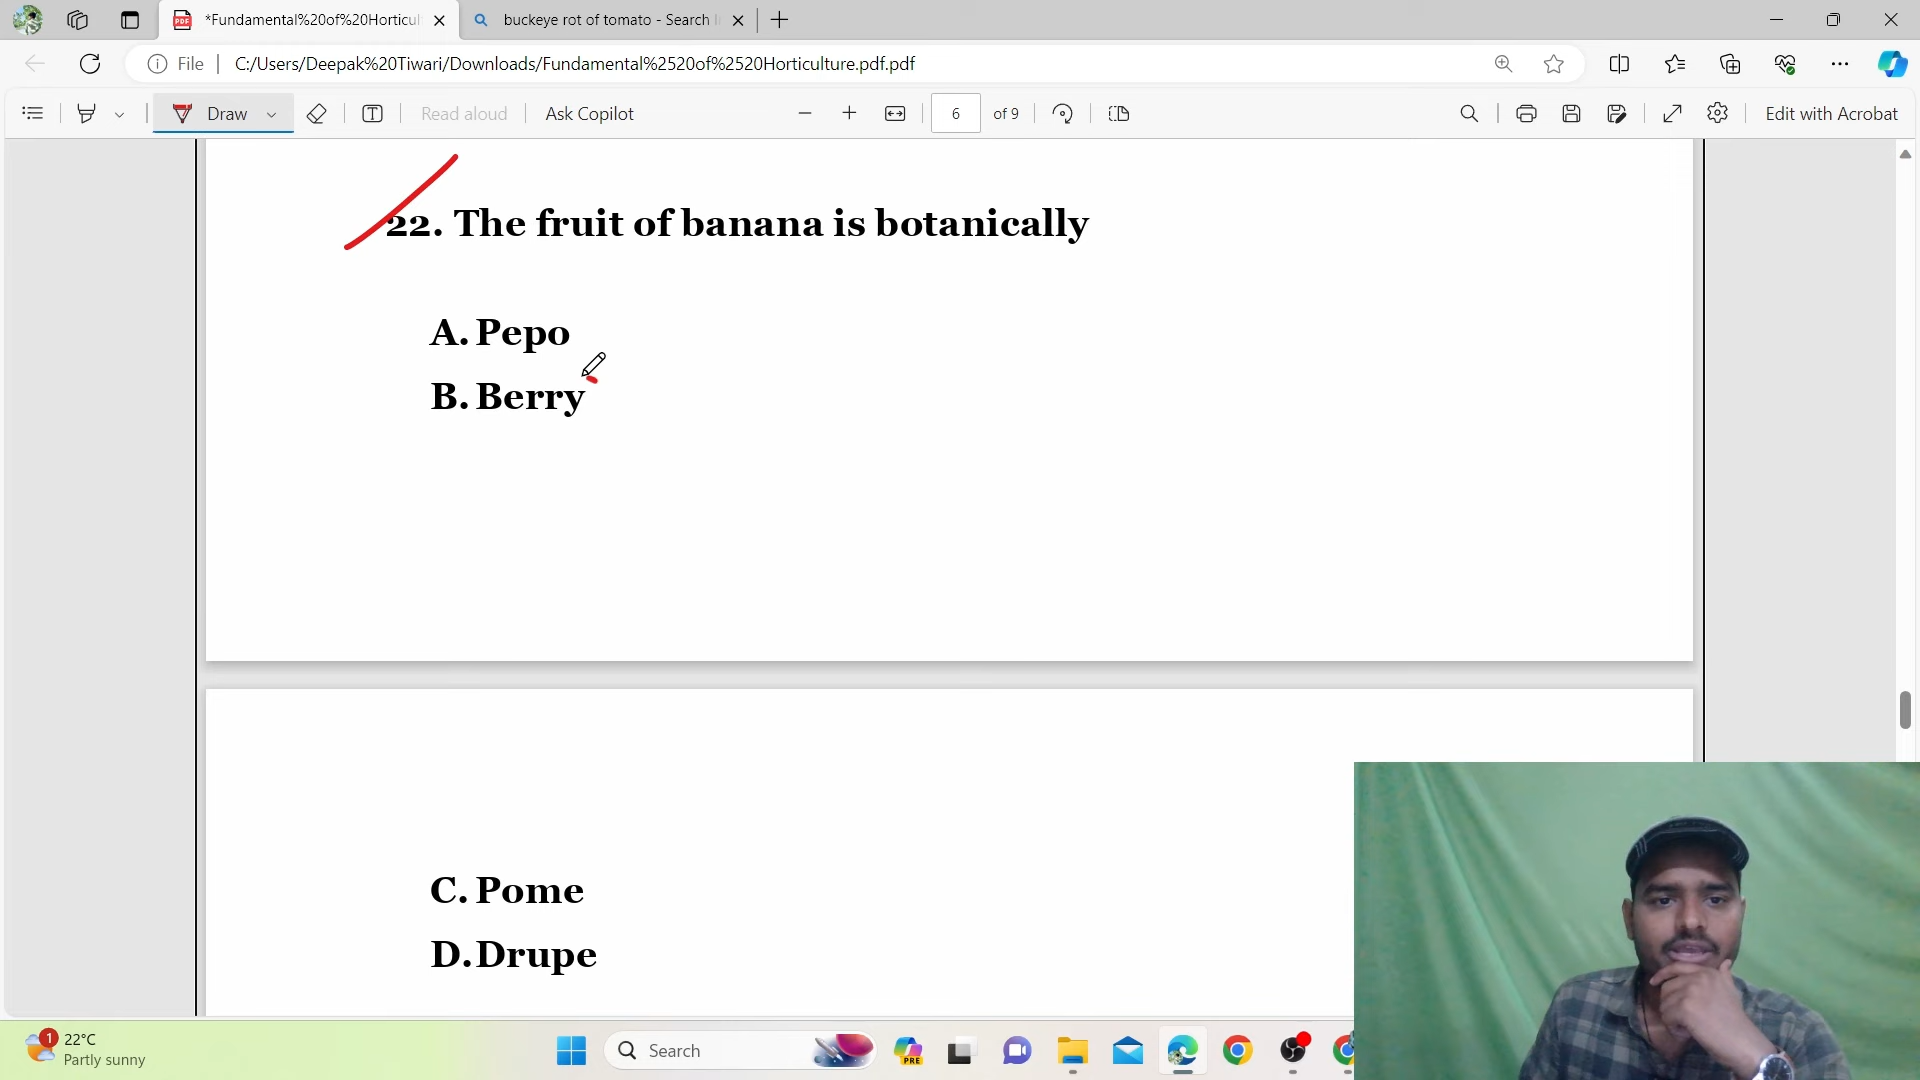 *Fundamental%20of%20Horticul
buckeye rot of tomato - Search
File
C:/Users/Deepak%20Tiwari/Downloads/Fundamental%2520of%2520Horticulture.pdf.pdf
Draw
Read aloud
Ask Copilot
6
of 9
Edit with Acrobat
22. The fruit of banana is botanically
A. Pepo
B. Berry
C. Pome
D. Drupe
1
22°C
Partly sunny
Search
PRE